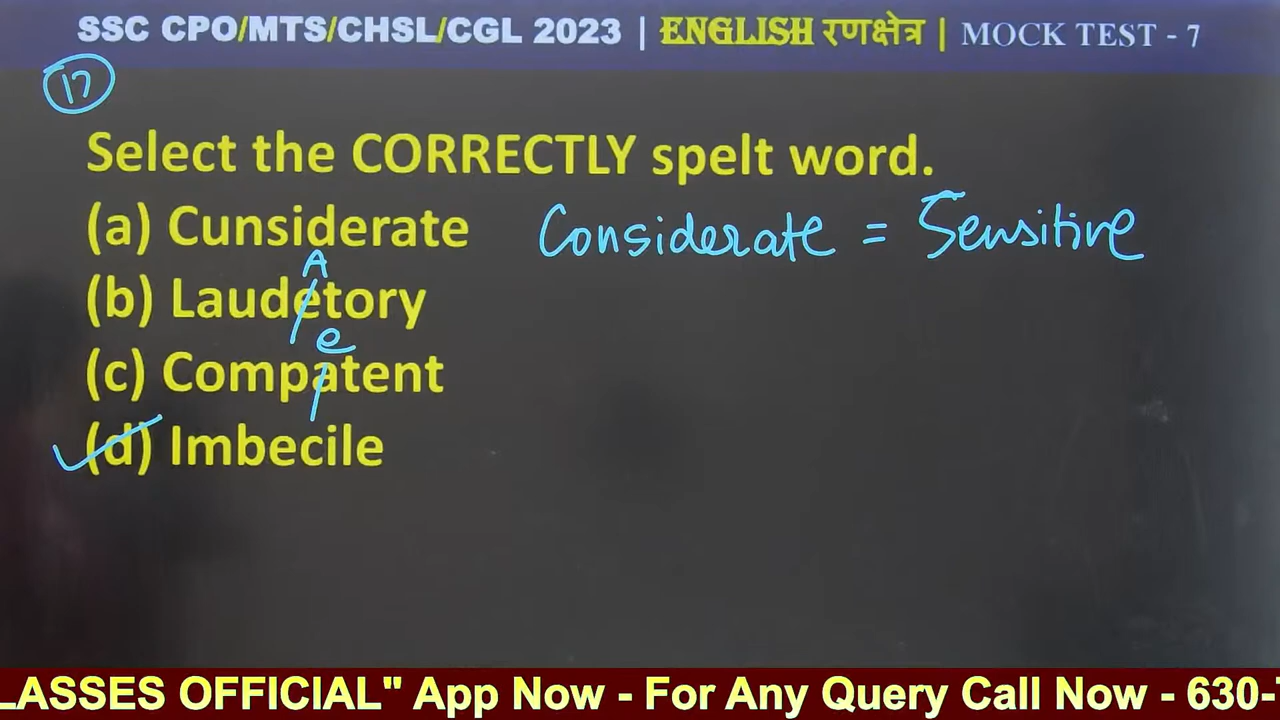 SSC CPO/MTS/CHSL/CGL 2023 | ENGLISH रणक्षेत्र | MOCK TEST - 7
17
Select the CORRECTLY spelt word.
(a) Cunsiderate Considerate = Sensitive
A
(b) Laudetory
e
(c) Compatent
(d) Imbecile
LASSES OFFICIAL" App Now - For Any Query Call Now - 630-